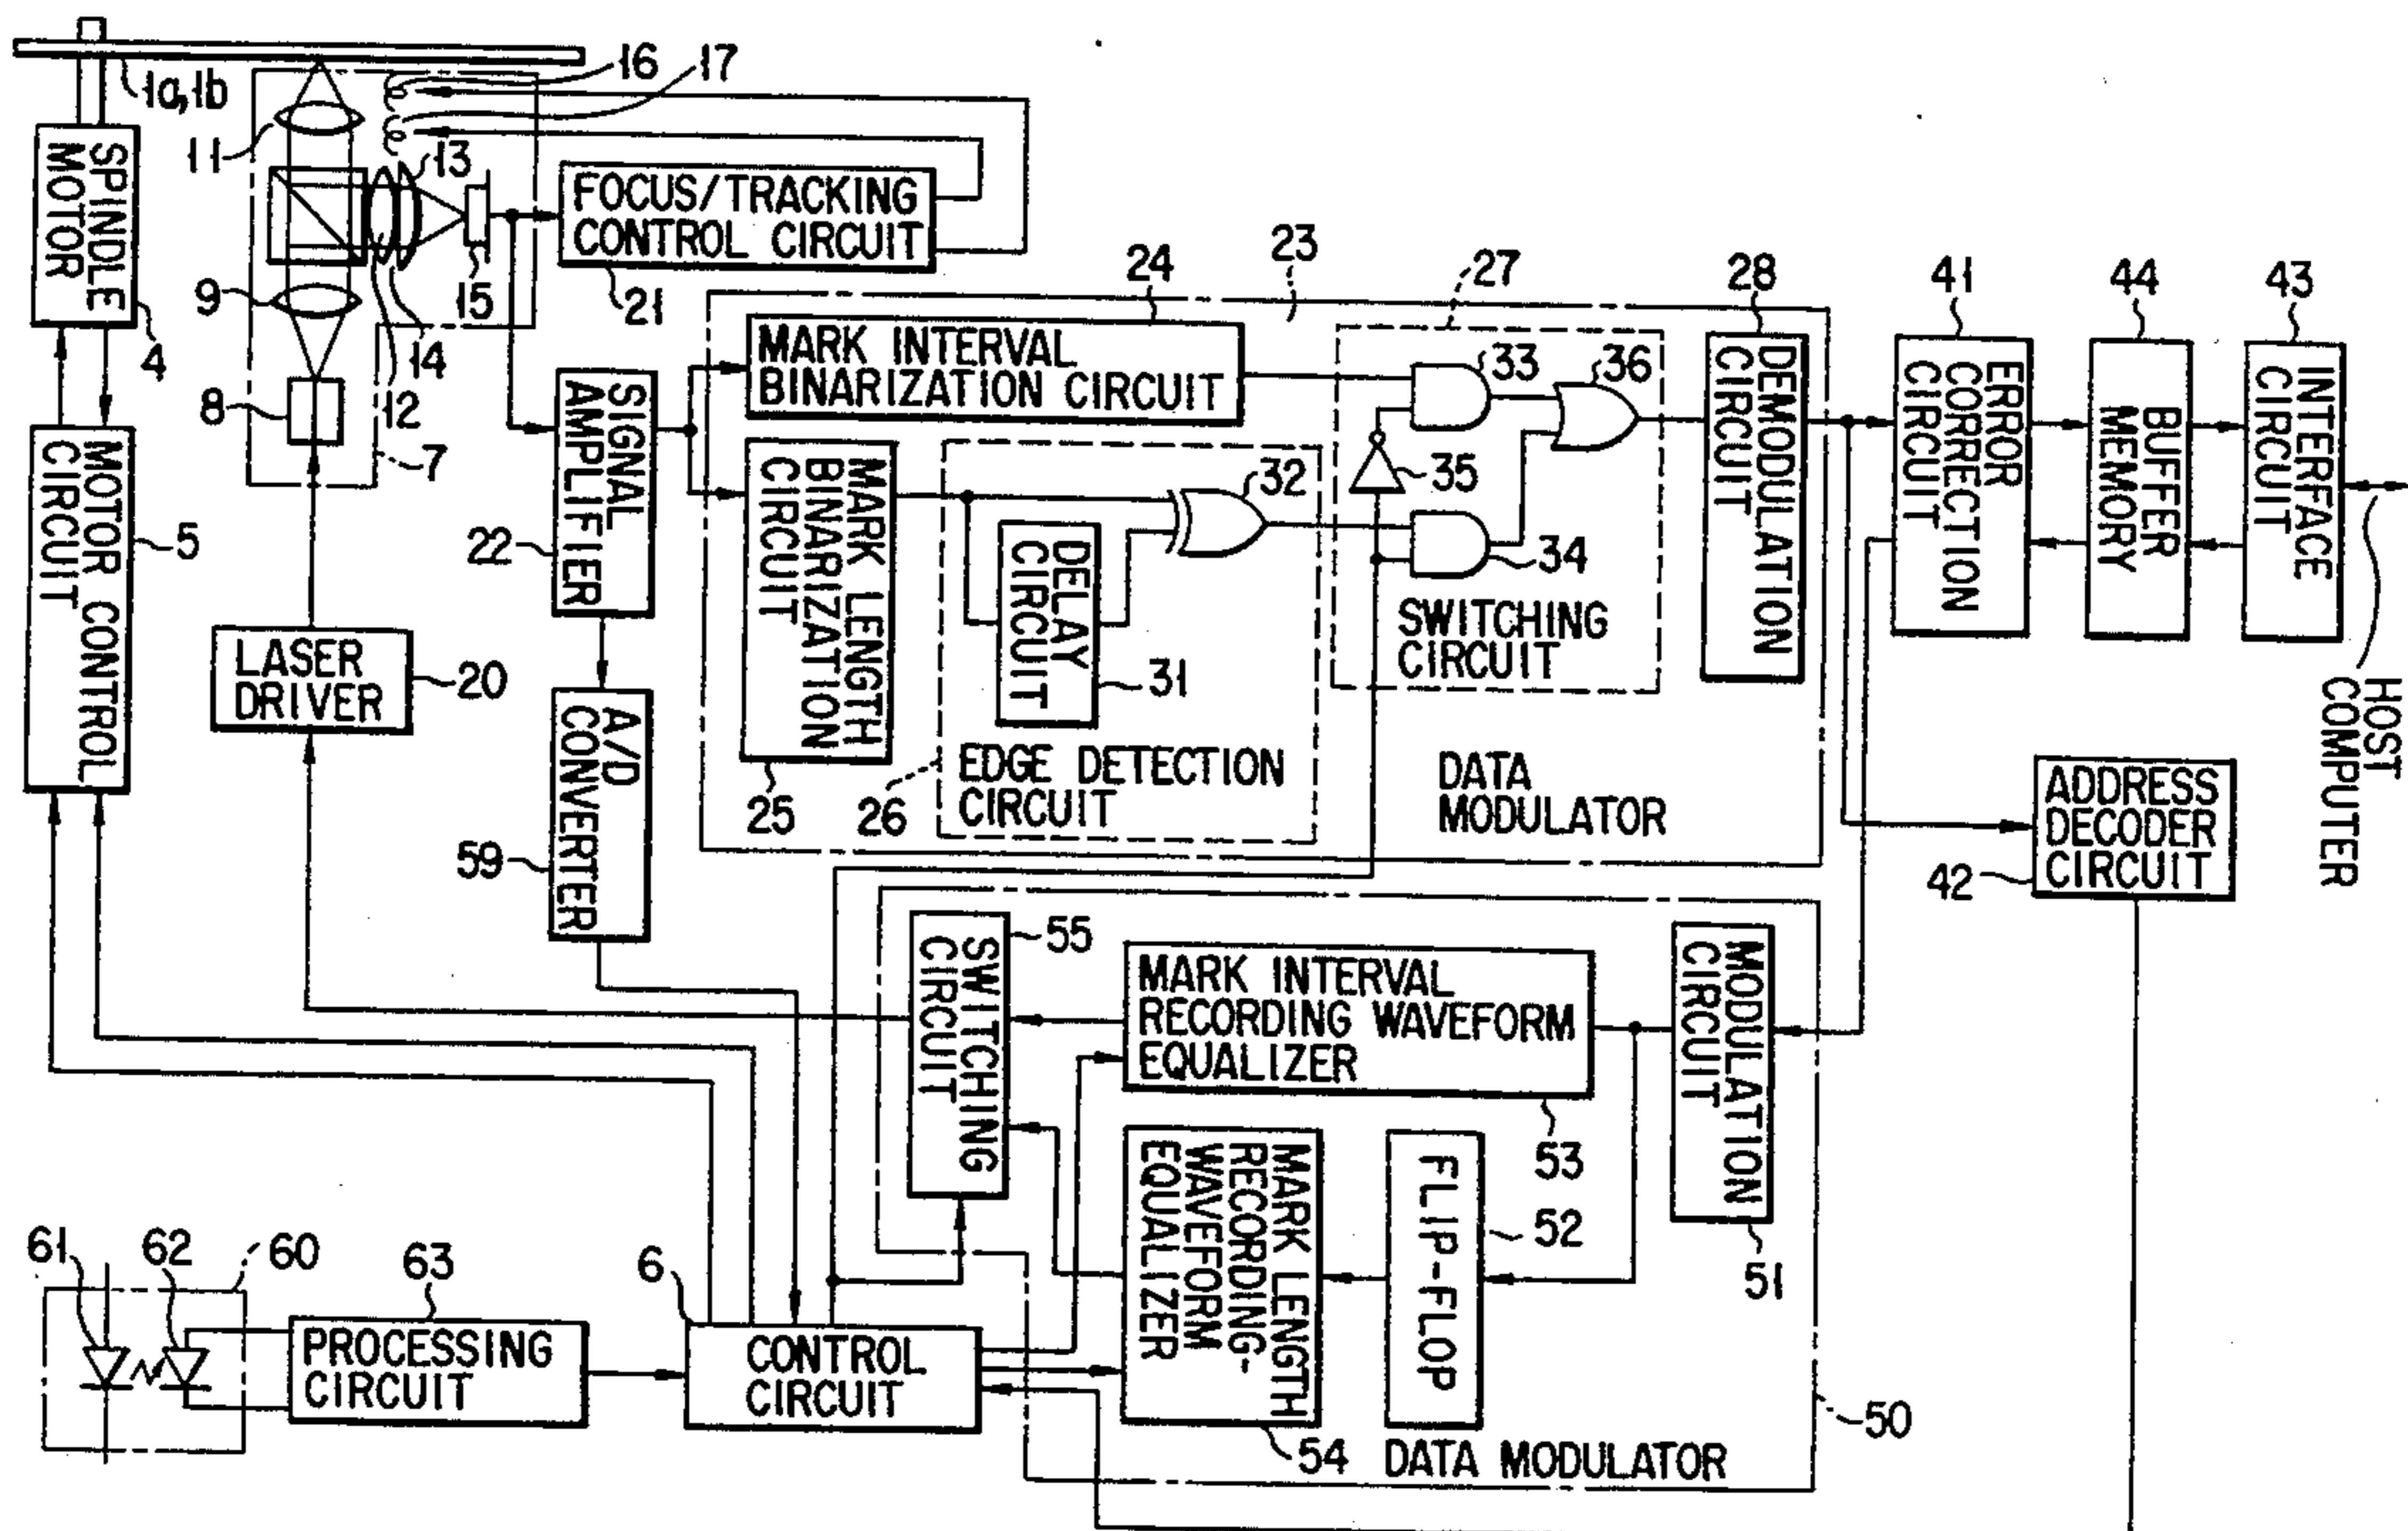 1a,1b
16
17
11
13
SPINDLE
MOTOR
4
9
12
14
15
8
7
FOCUS/TRACKING
CONTROL CIRCUIT
21
23
24
MARK INTERVAL
BINARIZATION CIRCUIT
27
33
36
35
34
SWITCHING
CIRCUIT
28
DEMODULATION
CIRCUIT
41
ERROR
CORRECTION
CIRCUIT
44
BUFFER
MEMORY
43
INTERFACE
CIRCUIT
HOST
COMPUTER
MOTOR CONTROL
CIRCUIT
5
LASER
DRIVER
20
SIGNAL
AMPLIFIER
22
MARK LENGTH
BINARIZATION
CIRCUIT
25
32
DELAY
CIRCUIT
31
EDGE DETECTION
CIRCUIT
26
DATA
MODULATOR
A/D
CONVERTER
59
ADDRESS
DECODER
CIRCUIT
42
SWITCHING
CIRCUIT
55
MARK INTERVAL
RECORDING WAVEFORM
EQUALIZER
53
MODULATION
CIRCUIT
51
MARK LENGTH
RECORDING-
WAVEFORM
EQUALIZER
54
FLIP-FLOP
52
DATA MODULATOR
50
61
62
60
63
PROCESSING
CIRCUIT
6
CONTROL
CIRCUIT